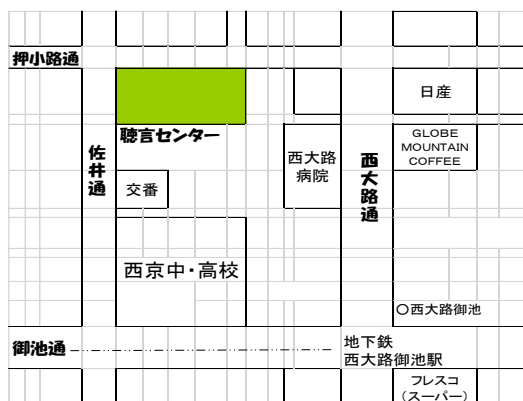 押小路通
日産
聴言センター
GLOBE
MOUNTAIN
COFFEE
佐井通
西大路
病院
西大路通
交番
西京中・高校
○西大路御池
御池通
地下鉄
西大路御池駅
フレスコ
(スーパー)